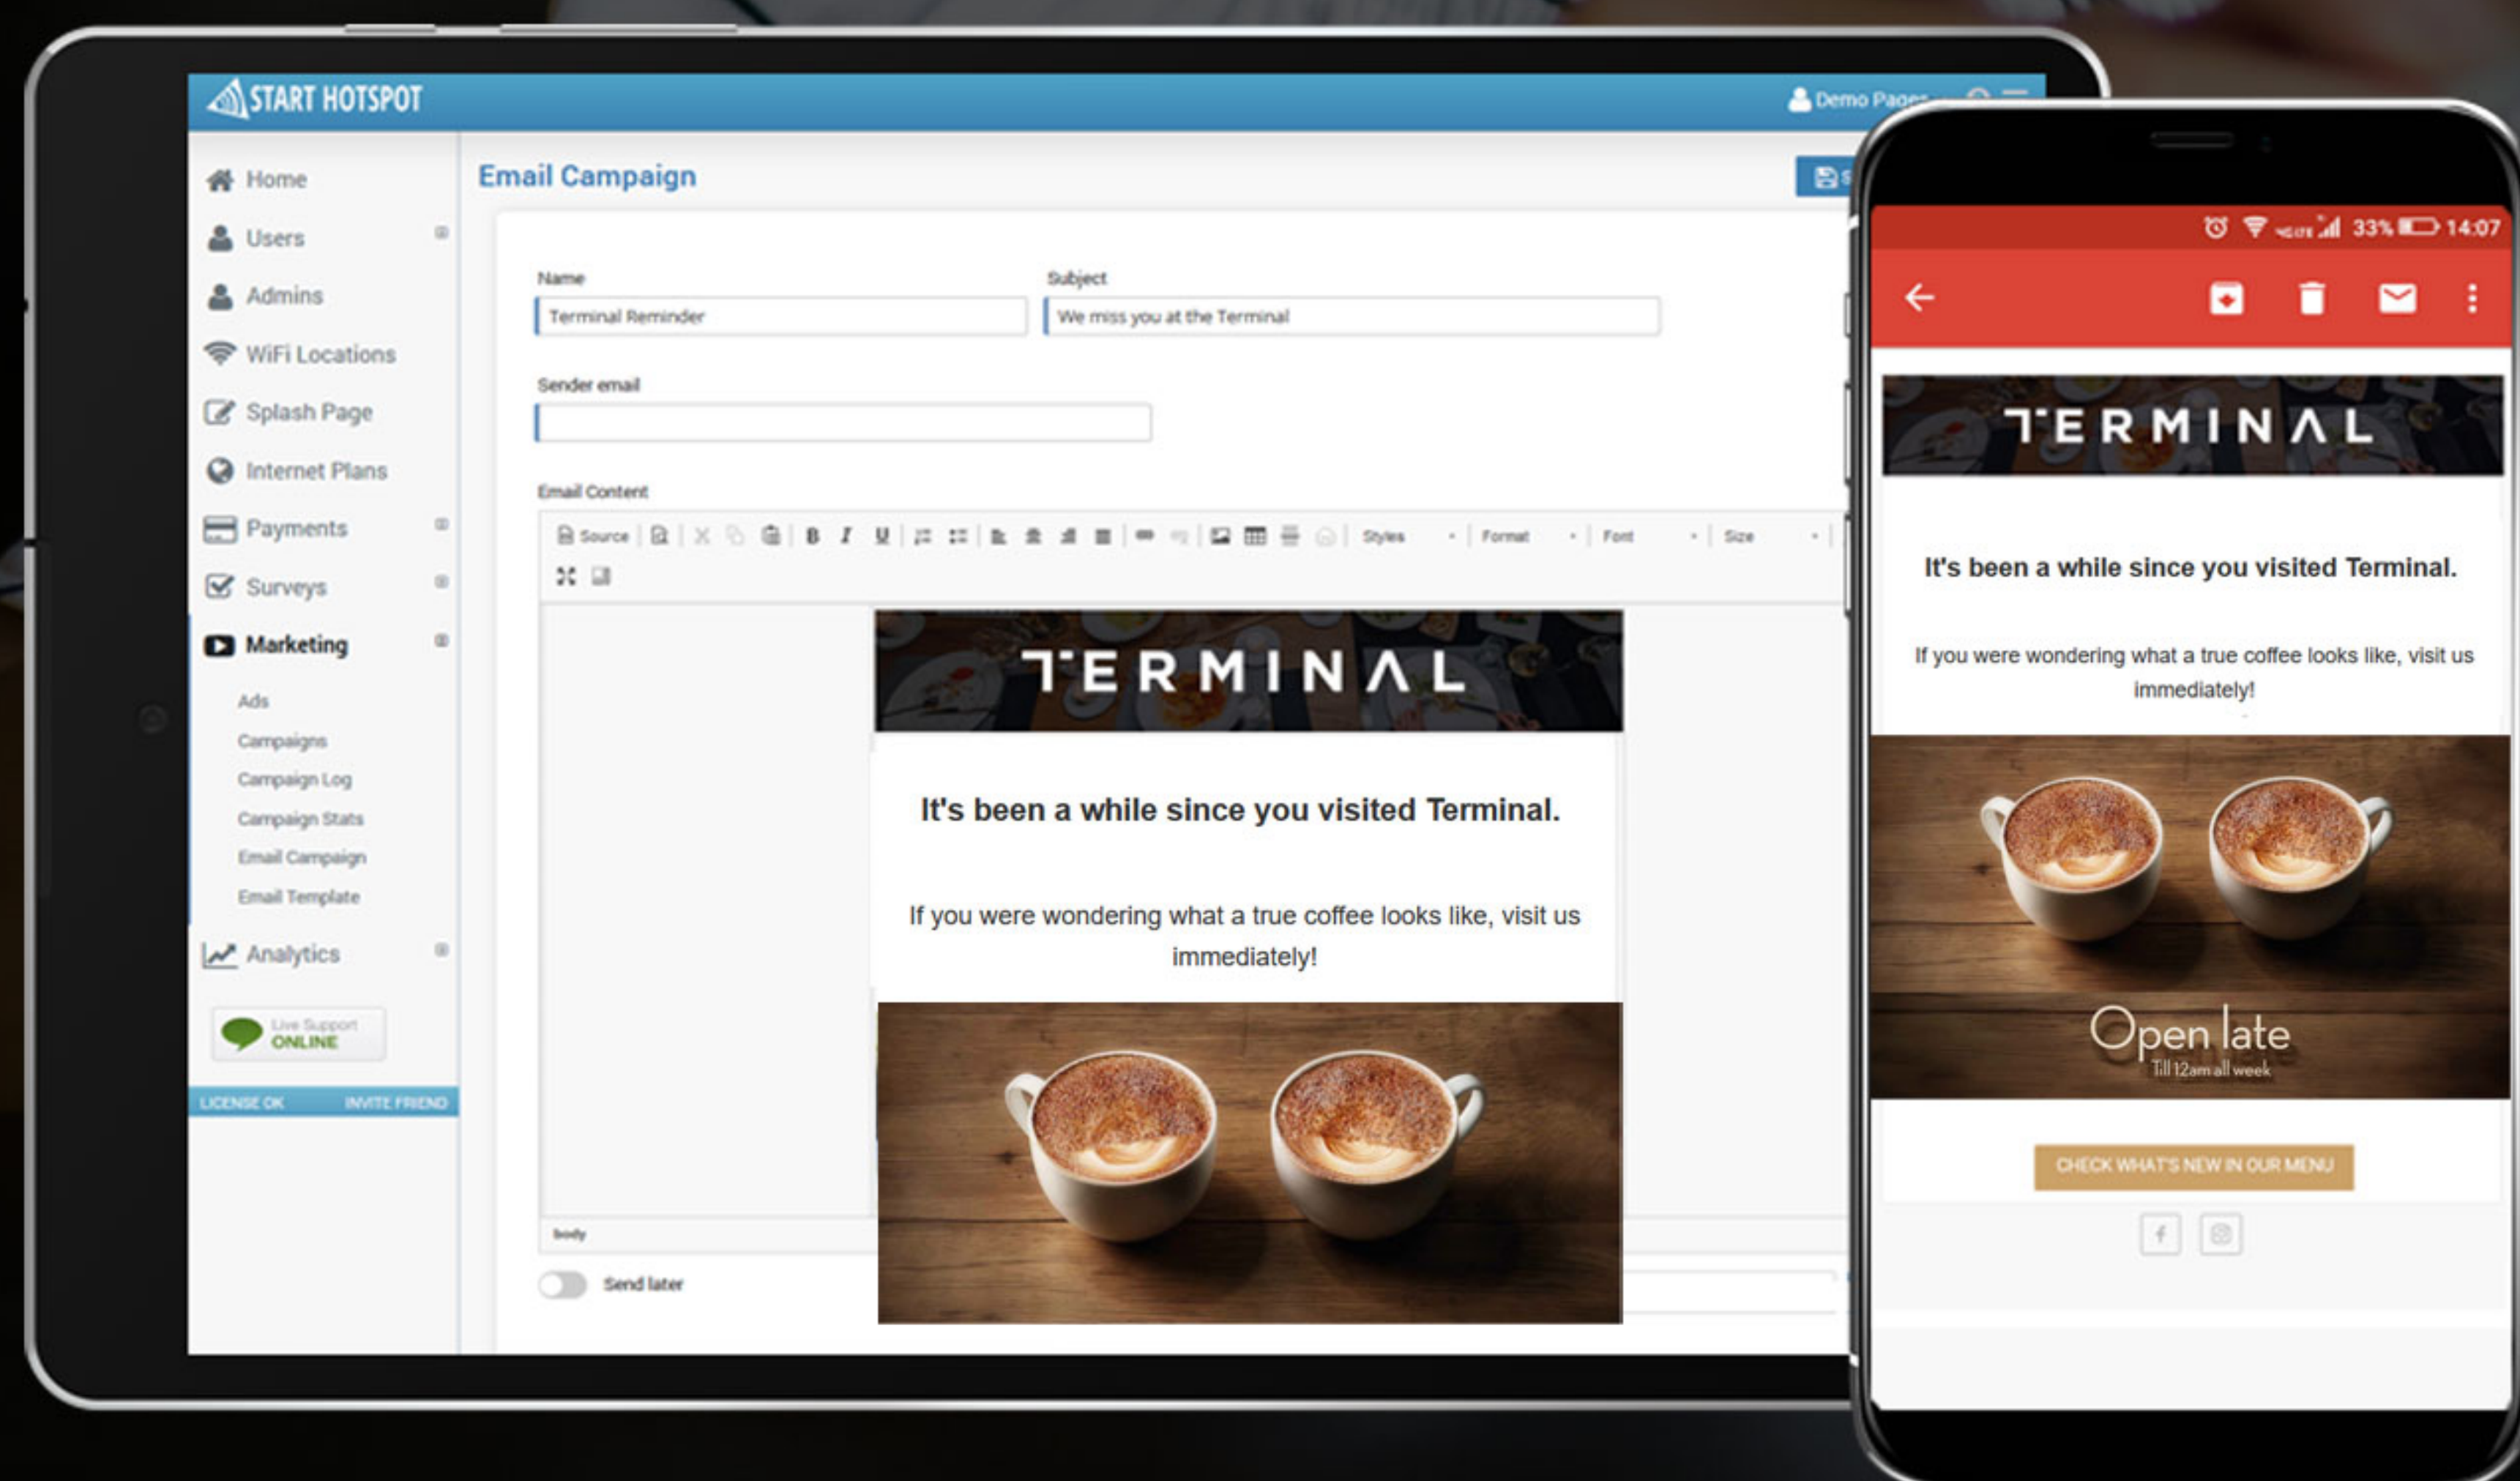 START HOTSPOT
Demo Pages
Home
Users
Admins
WiFi Locations
Splash Page
Internet Plans
Payments
Surveys
Marketing
Ads
Campaigns
Campaign Log
Campaign Stats
Email Campaign
Email Template
Analytics
Live Support
ONLINE
LICENSE OK INVITE FRIEND
Email Campaign
S
Name Subject
Terminal Reminder We miss you at the Terminal
Sender email
Email Content
Source B I U Styles Format Font Size
TERMINAL
It's been a while since you visited Terminal.
If you were wondering what a true coffee looks like, visit us
immediately!
body
Send later
4G LTE 33% 14:07
TERMINAL
It's been a while since you visited Terminal.
If you were wondering what a true coffee looks like, visit us
immediately!
Open late
Till 12am all week
CHECK WHAT'S NEW IN OUR MENU